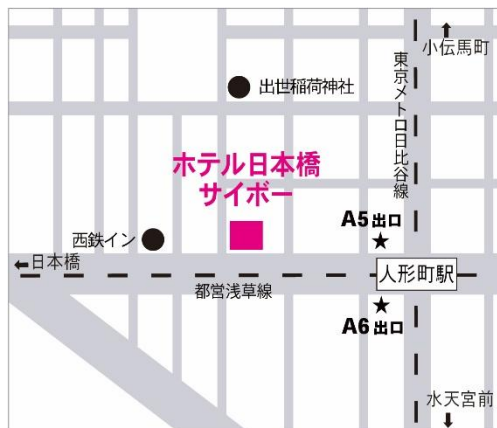 小伝馬町
東京メトロ日比谷線
出世稲荷神社
ホテル日本橋
サイボー
A5出口
西鉄イン
日本橋
人形町駅
都営浅草線
A6出口
水天宮前